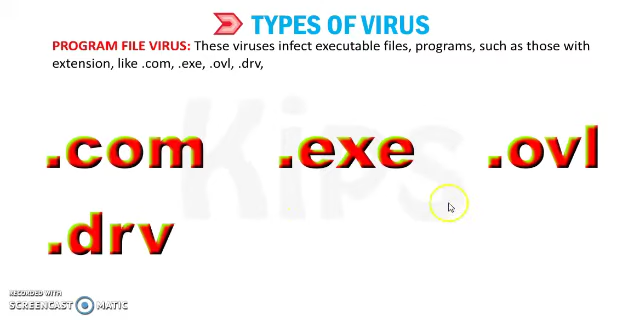 TYPES OF VIRUS
PROGRAM FILE VIRUS: These viruses infect executable files, programs, such as those with
extension, like .com, .exe, .ovl, .drv,
Kips
.com .exe .ovl
.drv
RECORDED WITH
SCREENCAST MATIC